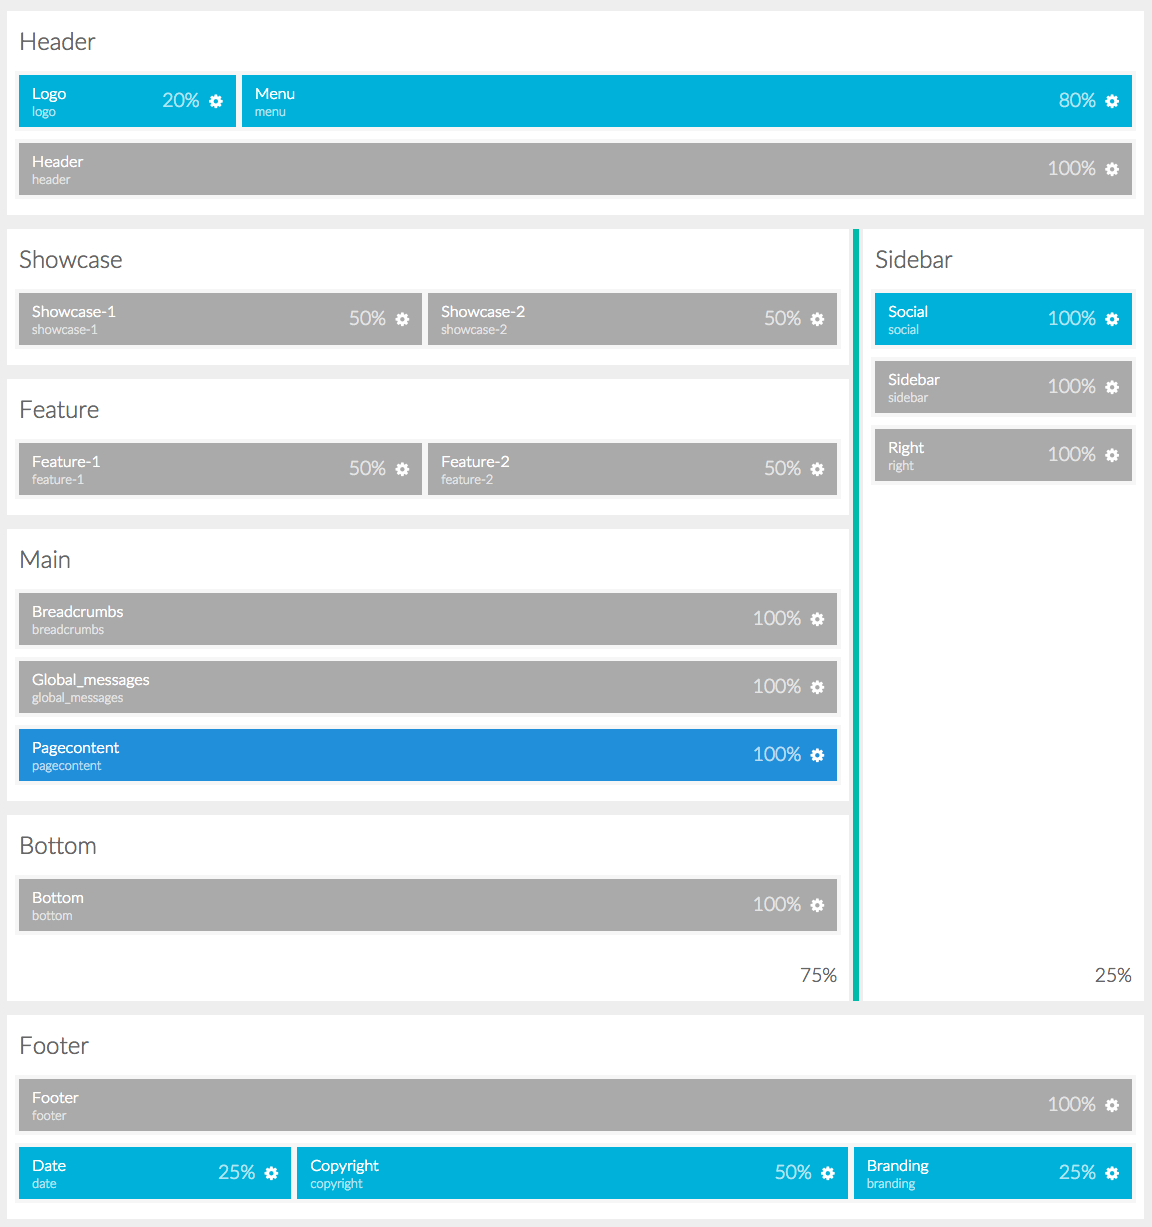 Header
Logo
logo
20%
Menu
menu
80%
Header
header
100%
Showcase
Showcase-1
showcase-1
50%
Showcase-2
showcase-2
50%
Feature
Feature-1
feature-1
50%
Feature-2
feature-2
50%
Main
Breadcrumbs
breadcrumbs
100%
Global_messages
global_messages
100%
Pagecontent
pagecontent
100%
Bottom
Bottom
bottom
100%
75%
Sidebar
Social
social
100%
Sidebar
sidebar
100%
Right
right
100%
25%
Footer
Footer
footer
100%
Date
date
25%
Copyright
copyright
50%
Branding
branding
25%